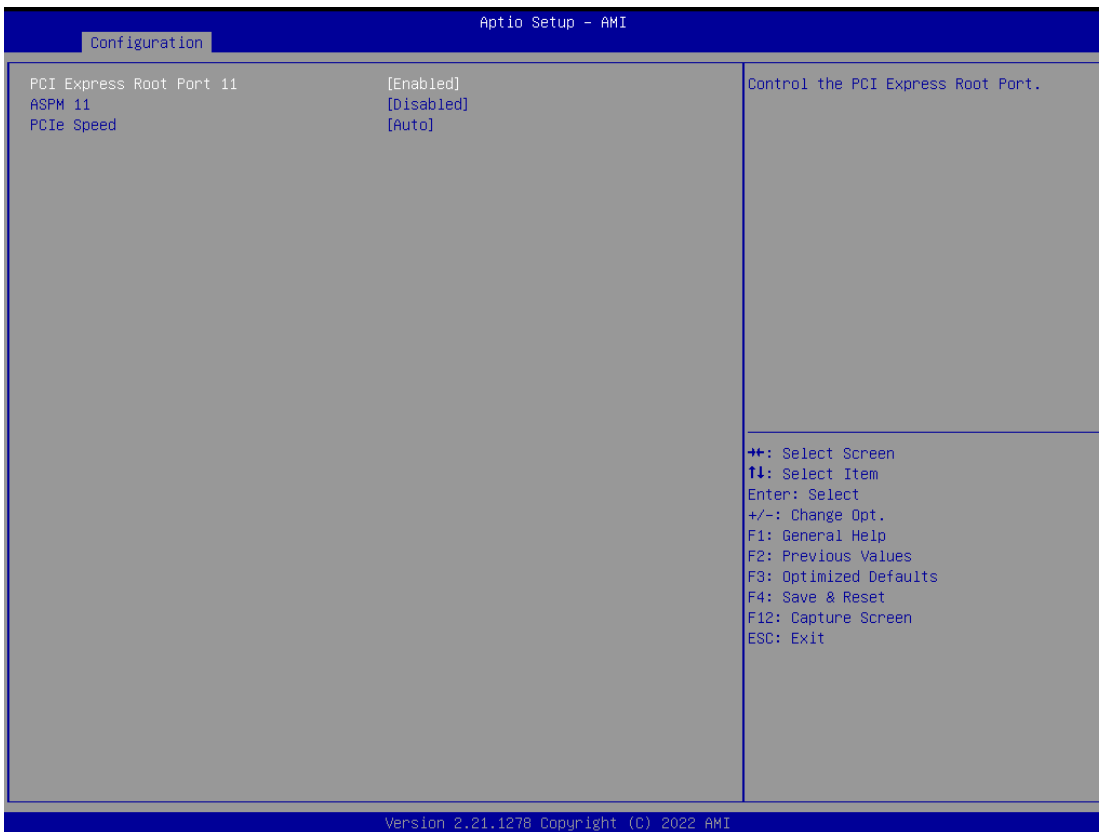 Aptio Setup – AMI
Configuration
PCI Express Root Port 11 [Enabled]
ASPM 11 [Disabled]
PCIe Speed [Auto]
Control the PCI Express Root Port.
→←: Select Screen
↑↓: Select Item
Enter: Select
+/-: Change Opt.
F1: General Help
F2: Previous Values
F3: Optimized Defaults
F4: Save & Reset
F12: Capture Screen
ESC: Exit
Version 2.21.1278 Copyright (C) 2022 AMI